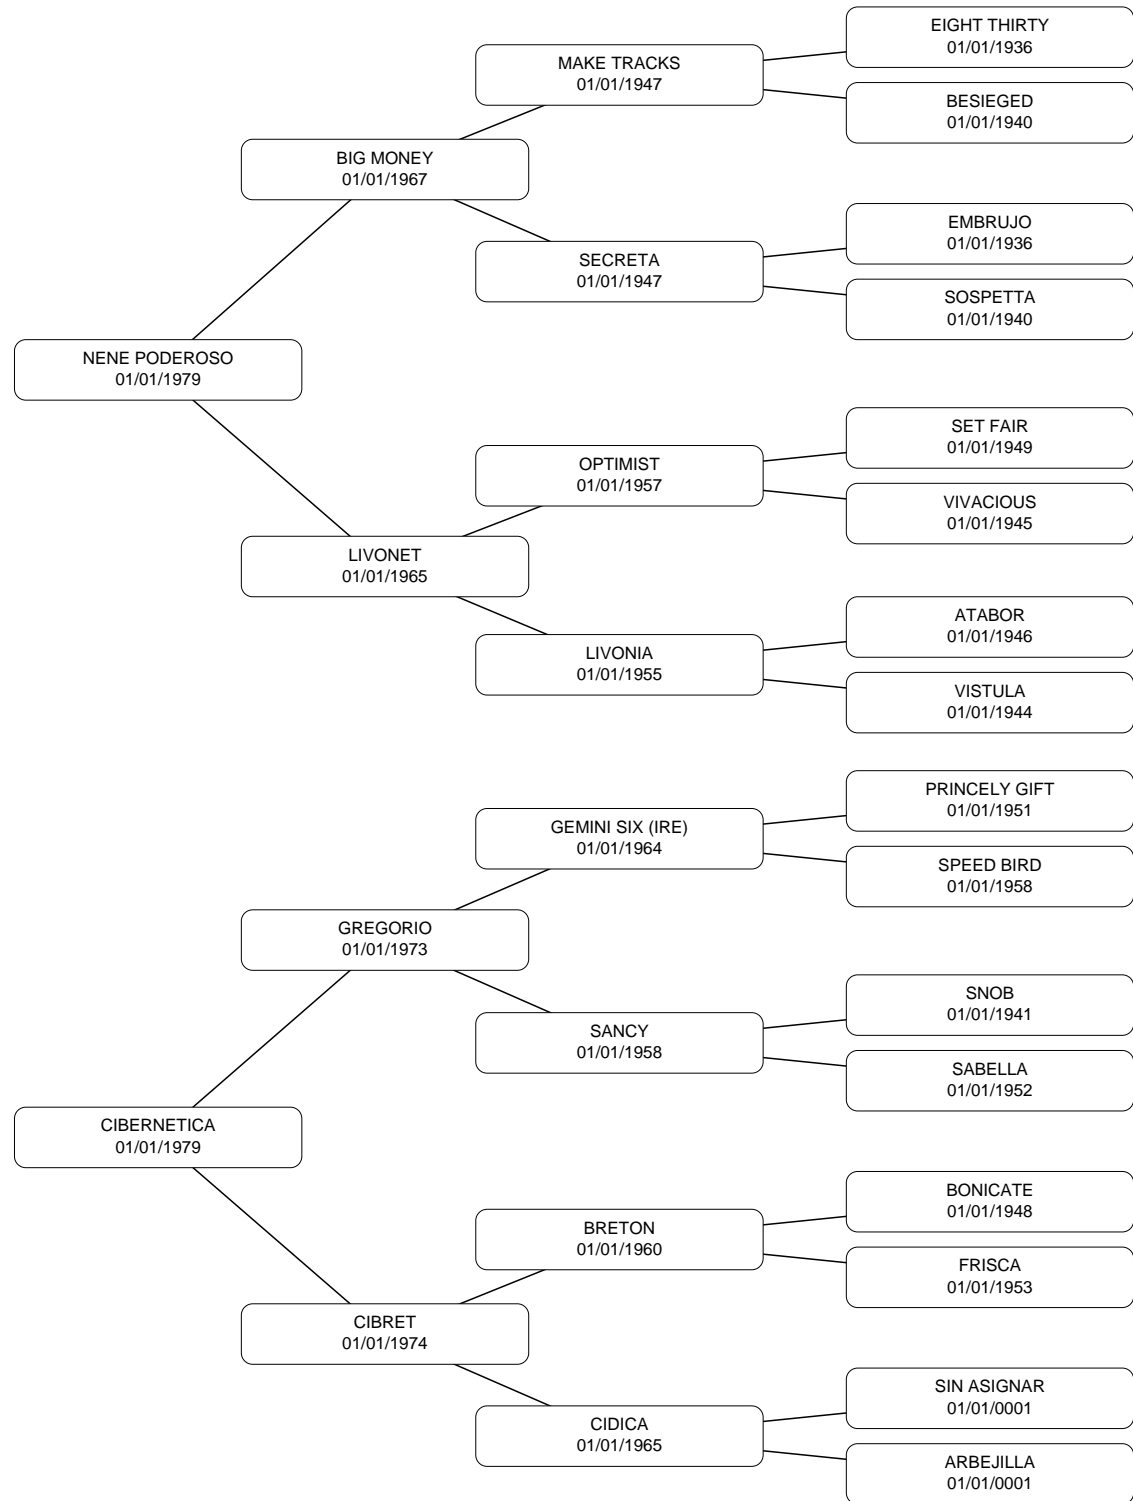 EIGHT THIRTY
01/01/1936
MAKE TRACKS
01/01/1947
BESIEGED
01/01/1940
BIG MONEY
01/01/1967
EMBRUJO
01/01/1936
SECRETA
01/01/1947
SOSPETTA
01/01/1940
NENE PODEROSO
01/01/1979
SET FAIR
01/01/1949
OPTIMIST
01/01/1957
VIVACIOUS
01/01/1945
LIVONET
01/01/1965
ATABOR
01/01/1946
LIVONIA
01/01/1955
VISTULA
01/01/1944
PRINCELY GIFT
01/01/1951
GEMINI SIX (IRE)
01/01/1964
SPEED BIRD
01/01/1958
GREGORIO
01/01/1973
SNOB
01/01/1941
SANCY
01/01/1958
SABELLA
01/01/1952
CIBERNETICA
01/01/1979
BONICATE
01/01/1948
BRETON
01/01/1960
FRISCA
01/01/1953
CIBRET
01/01/1974
SIN ASIGNAR
01/01/0001
CIDICA
01/01/1965
ARBEJILLA
01/01/0001